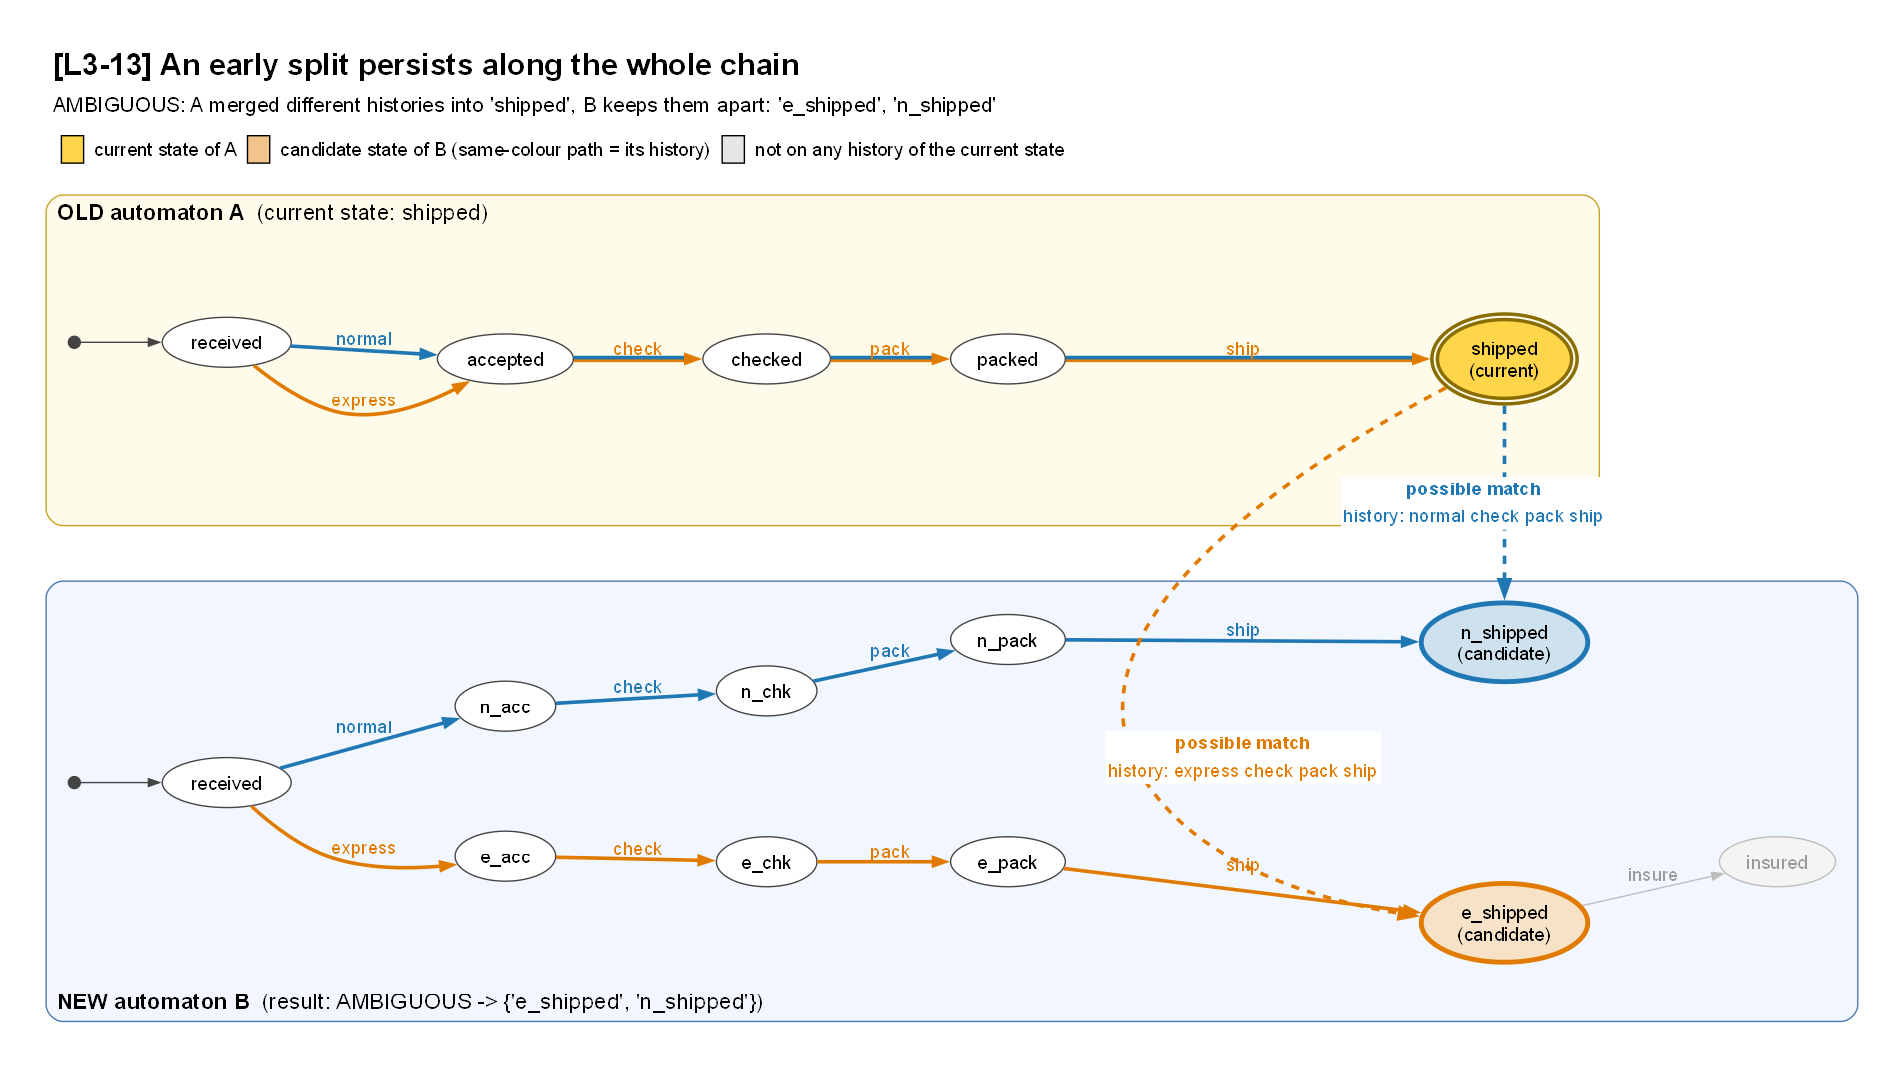 [L3-13] An early split persists along the whole chain
AMBIGUOUS: A merged different histories into 'shipped', B keeps them apart: 'e_shipped', 'n_shipped'
current state of A
candidate state of B (same-colour path = its history)
not on any history of the current state
OLD automaton A (current state: shipped)
received
normal
express
accepted
check
checked
pack
packed
ship
shipped
(current)
possible match
history: normal check pack ship
possible match
history: express check pack ship
received
normal
n_acc
check
n_chk
pack
n_pack
ship
n_shipped
(candidate)
express
e_acc
check
e_chk
pack
e_pack
ship
e_shipped
(candidate)
insure
insured
NEW automaton B (result: AMBIGUOUS -> {'e_shipped', 'n_shipped'})